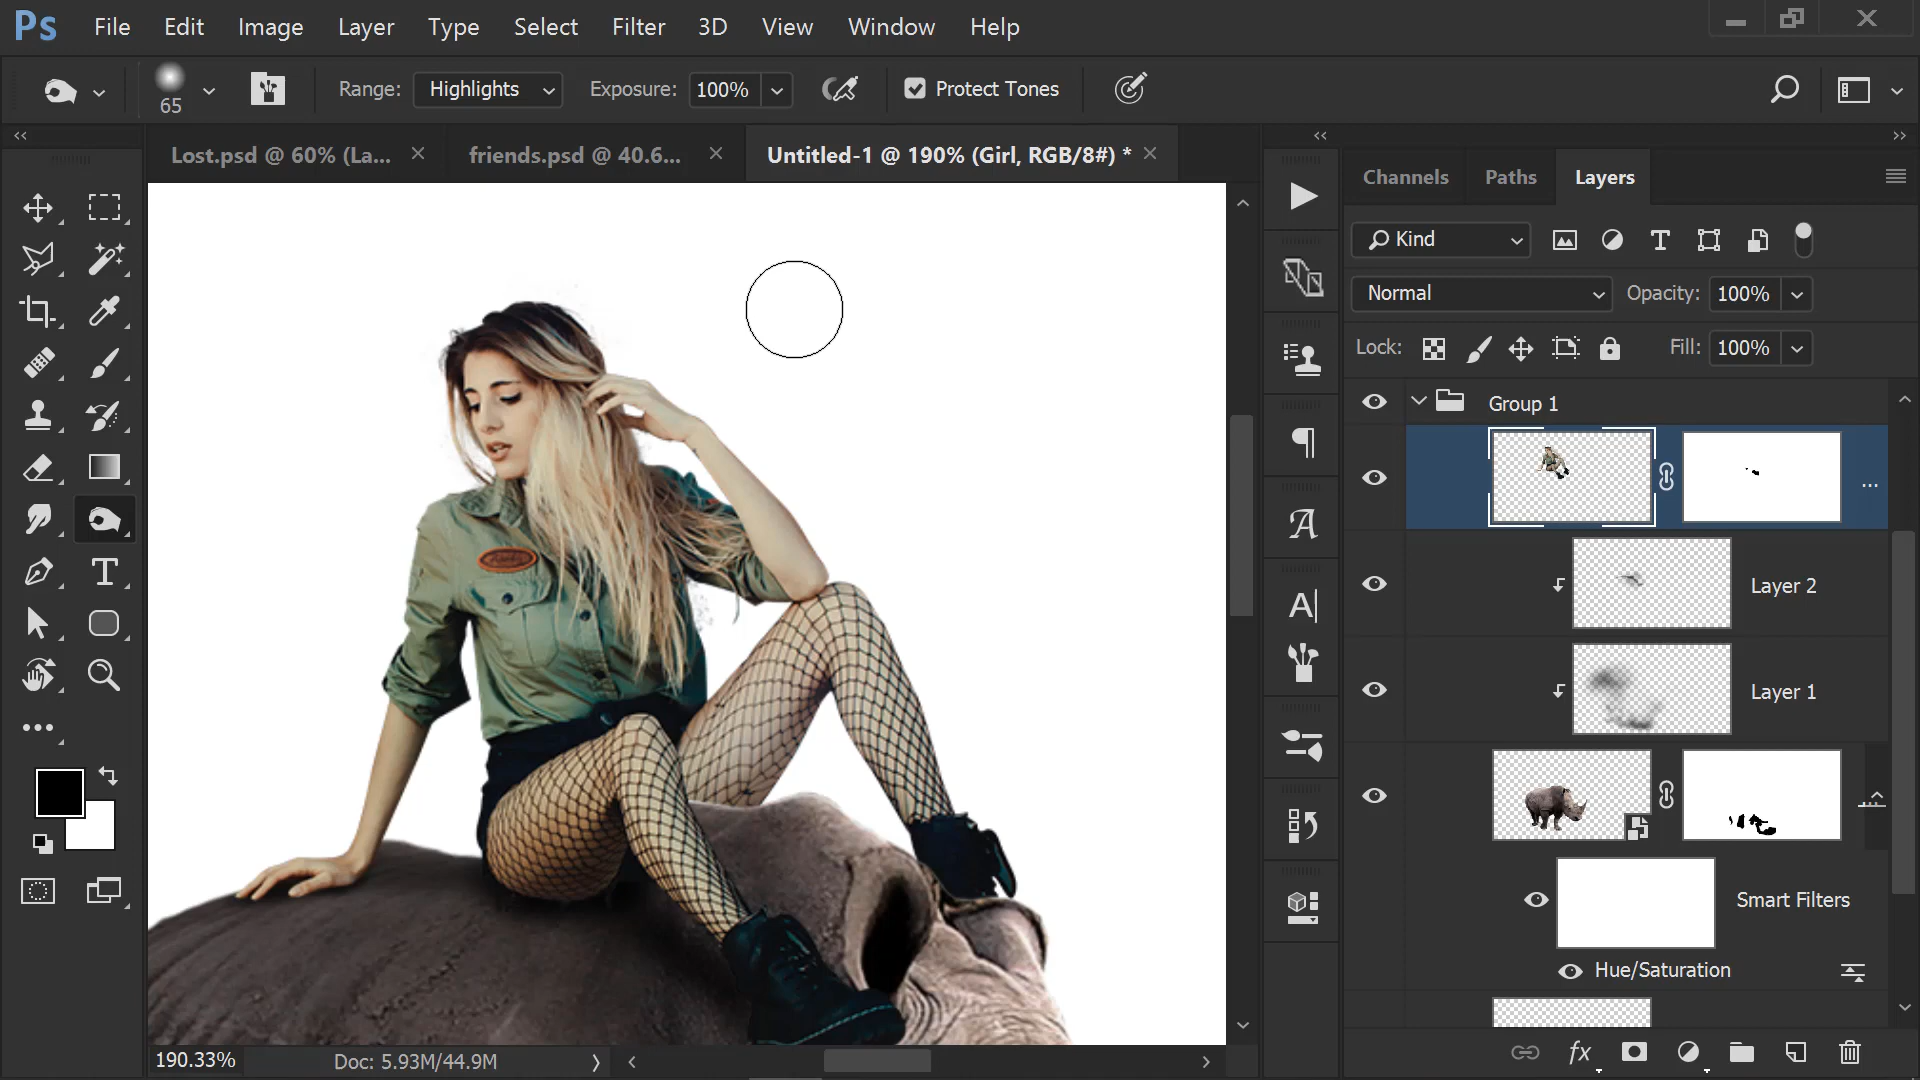 Ps File Edit Image Layer Type Select Filter 3D View Window Help
65 Range: Highlights Exposure: 100% Protect Tones
Lost.psd @ 60% (La... friends.psd @ 40.6... Untitled-1 @ 190% (Girl, RGB/8#) *
Channels Paths Layers
Kind
Normal Opacity: 100%
Lock: Fill: 100%
Group 1
...
Layer 2
Layer 1
Smart Filters
Hue/Saturation
190.33% Doc: 5.93M/44.9M
fx